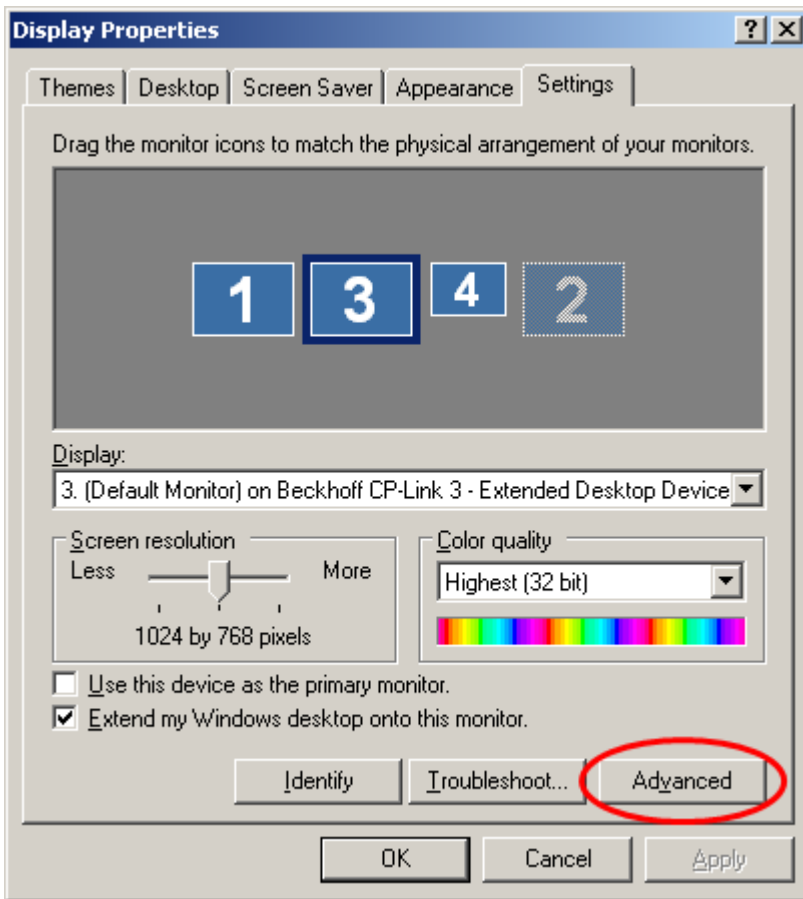 Display Properties
Themes Desktop Screen Saver Appearance Settings
Drag the monitor icons to match the physical arrangement of your monitors.
1 3 4 2
Display:
3. (Default Monitor) on Beckhoff CP-Link 3 - Extended Desktop Device
Screen resolution
Less More
1024 by 768 pixels
Color quality
Highest (32 bit)
Use this device as the primary monitor.
Extend my Windows desktop onto this monitor.
Identify Troubleshoot... Advanced
OK Cancel Apply